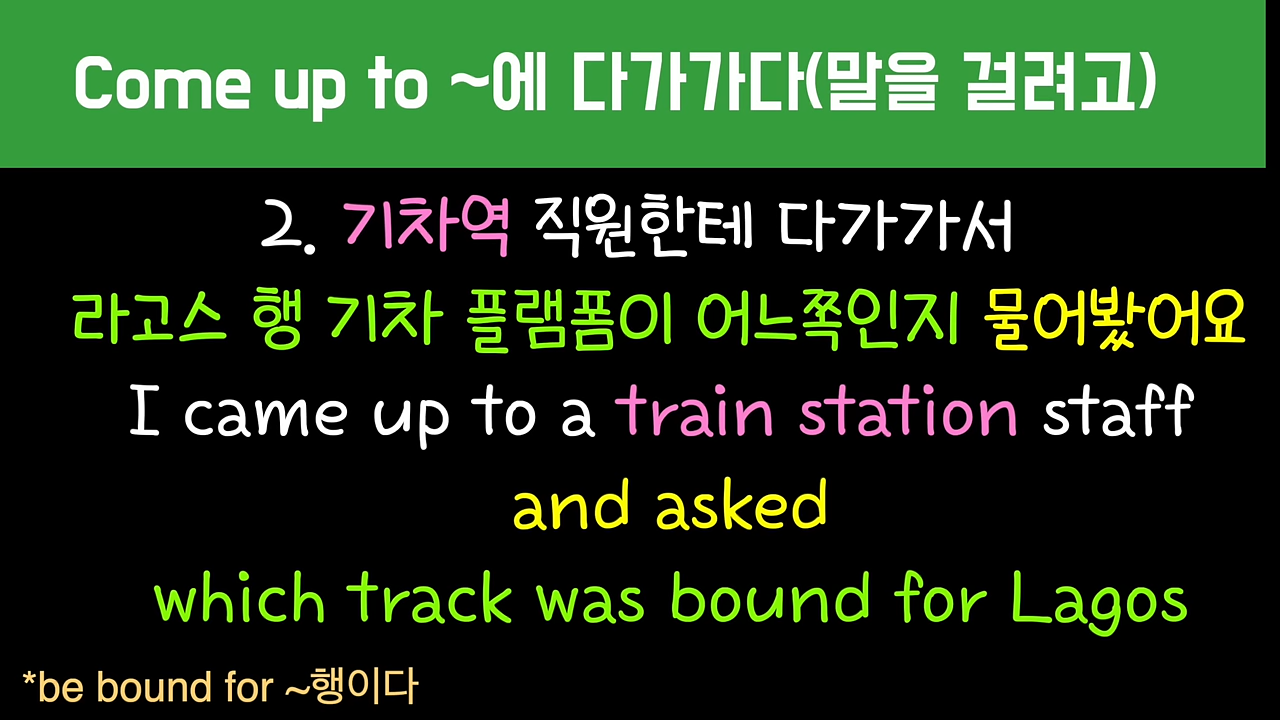 Come up to ~에 다가가다(말을 걸려고)
2. 기차역 직원한테 다가가서
라고스 행 기차 플램폼이 어느쪽인지 물어봤어요
I came up to a train station staff
and asked
which track was bound for Lagos
*be bound for ~행이다